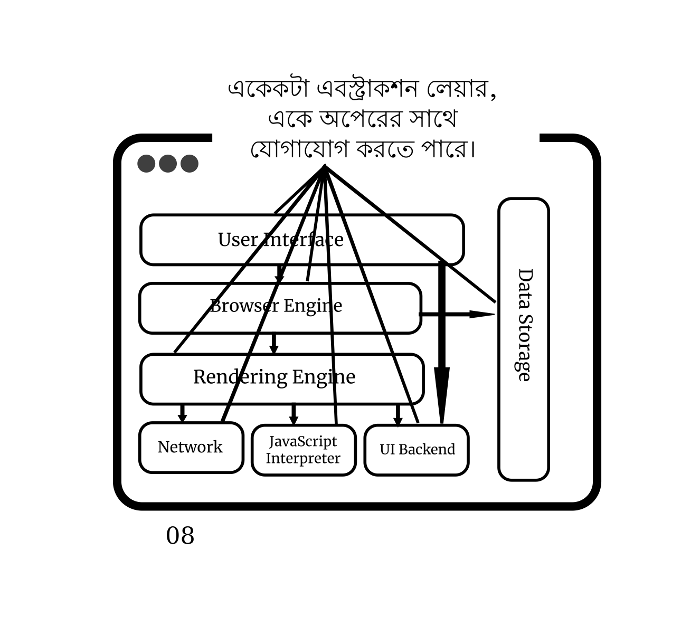 একেকটা এবস্ট্রাকশন লেয়ার,
একে অপেরের সাথে
যোগাযোগ করতে পারে।
User Interface
Browser Engine
Rendering Engine
Network
JavaScript
Interpreter
UI Backend
Data Storage
08